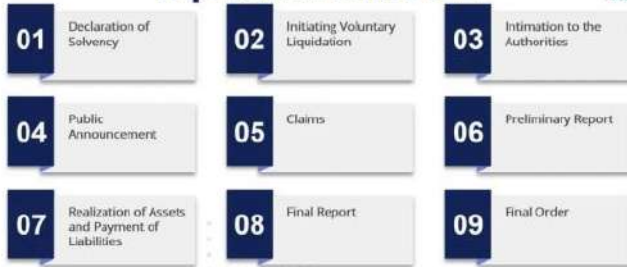 01
Declaration of
Solvency
02
Initiating Voluntary
Liquidation
03
Intimation to the
Authorities
04
Public
Announcement
05
Claims
06
Preliminary Report
07
Realization of Assets
and Payment of
Liabilities
08
Final Report
09
Final Order